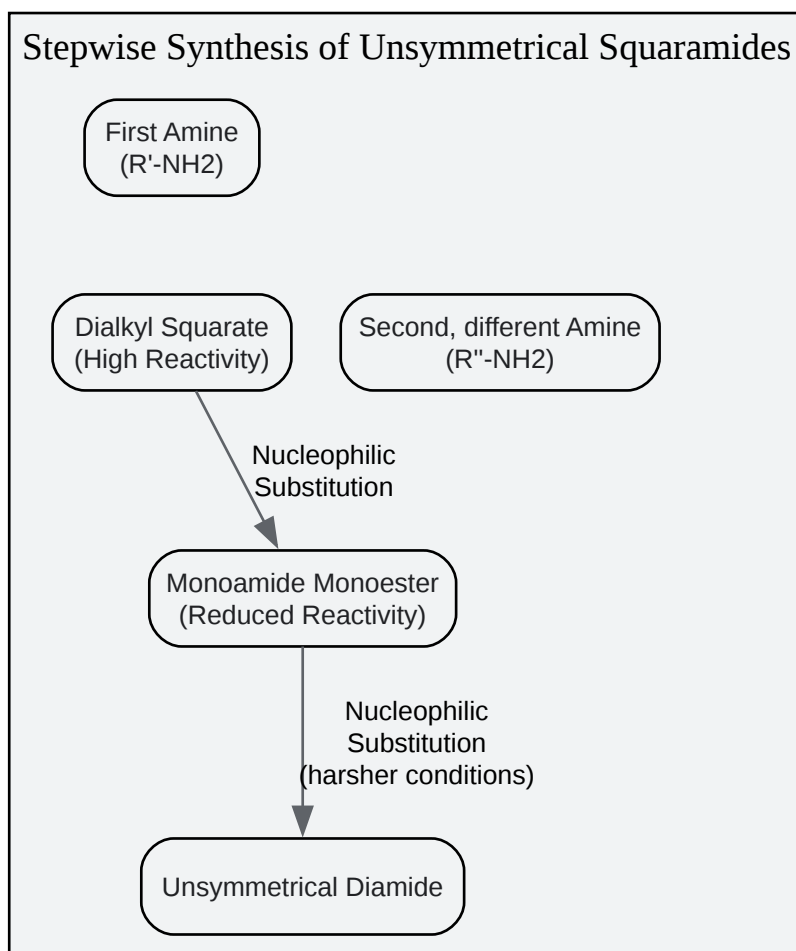 Stepwise Synthesis of Unsymmetrical Squaramides
First Amine
(R'-NH2)
Dialkyl Squarate
(High Reactivity)
Second, different Amine
(R''-NH2)
Nucleophilic
Substitution
Monoamide Monoester
(Reduced Reactivity)
Nucleophilic
Substitution
(harsher conditions)
Unsymmetrical Diamide